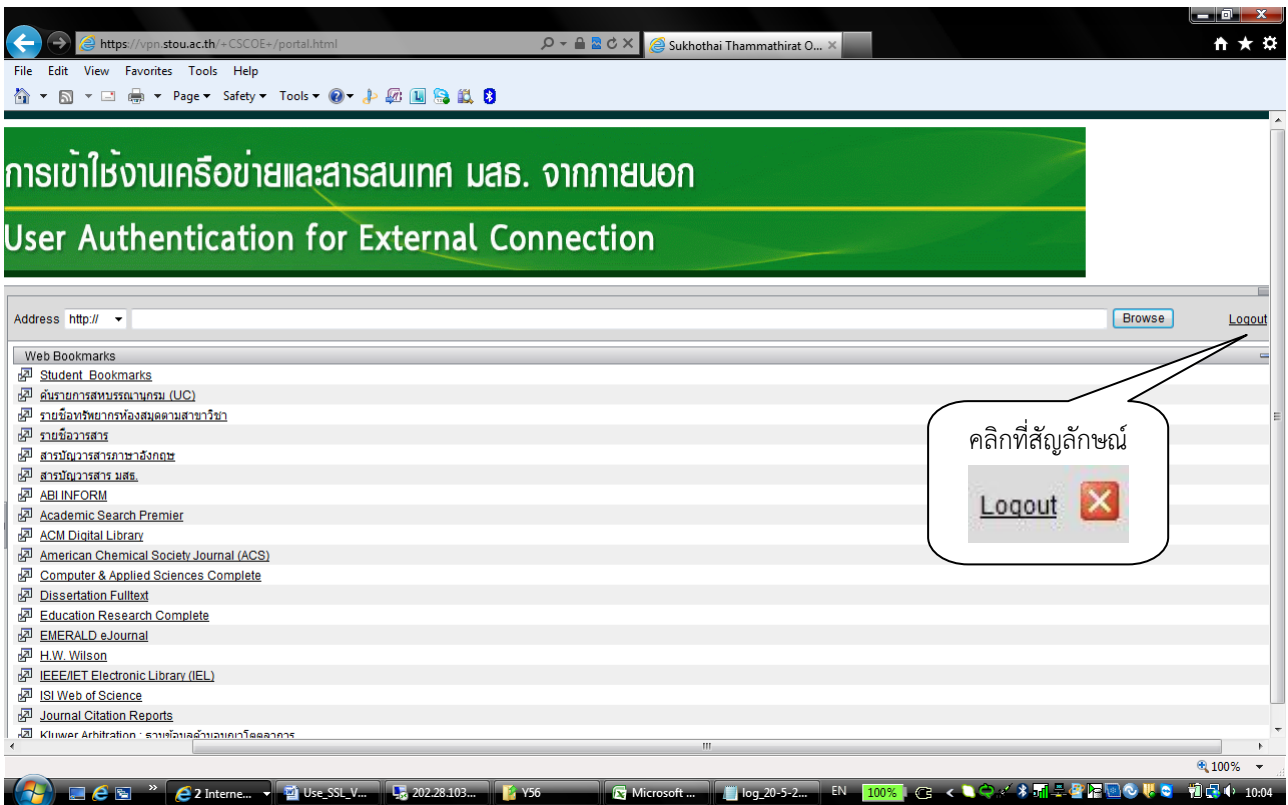 https://vpn.stou.ac.th/+CSCOE+/portal.html
Sukhothai Thammathirat O...
File Edit View Favorites Tools Help
Page Safety Tools
การเข้าใช้งานเครือข่ายและสารสนเทศ มสธ. จากภายนอก
User Authentication for External Connection
Address http:// Browse Logout
Web Bookmarks
Student Bookmarks
ค้นรายการสหบรรณานุกรม (UC)
รายชื่อทรัพยากรห้องสมุดตามสาขาวิชา
รายชื่อวารสาร
สารบัญวารสารภาษาอังกฤษ
สารบัญวารสาร มสธ.
ABI INFORM
Academic Search Premier
ACM Digital Library
American Chemical Society Journal (ACS)
Computer & Applied Sciences Complete
Dissertation Fulltext
Education Research Complete
EMERALD eJournal
H.W. Wilson
IEEE/IET Electronic Library (IEL)
ISI Web of Science
Journal Citation Reports
Kluwer Arbitration :
คลิกที่สัญลักษณ์
Logout
100%
2 Interne... Use_SSL_V... 202.28.103... Y56 Microsoft ... log_20-5-2... EN 100% 10:04